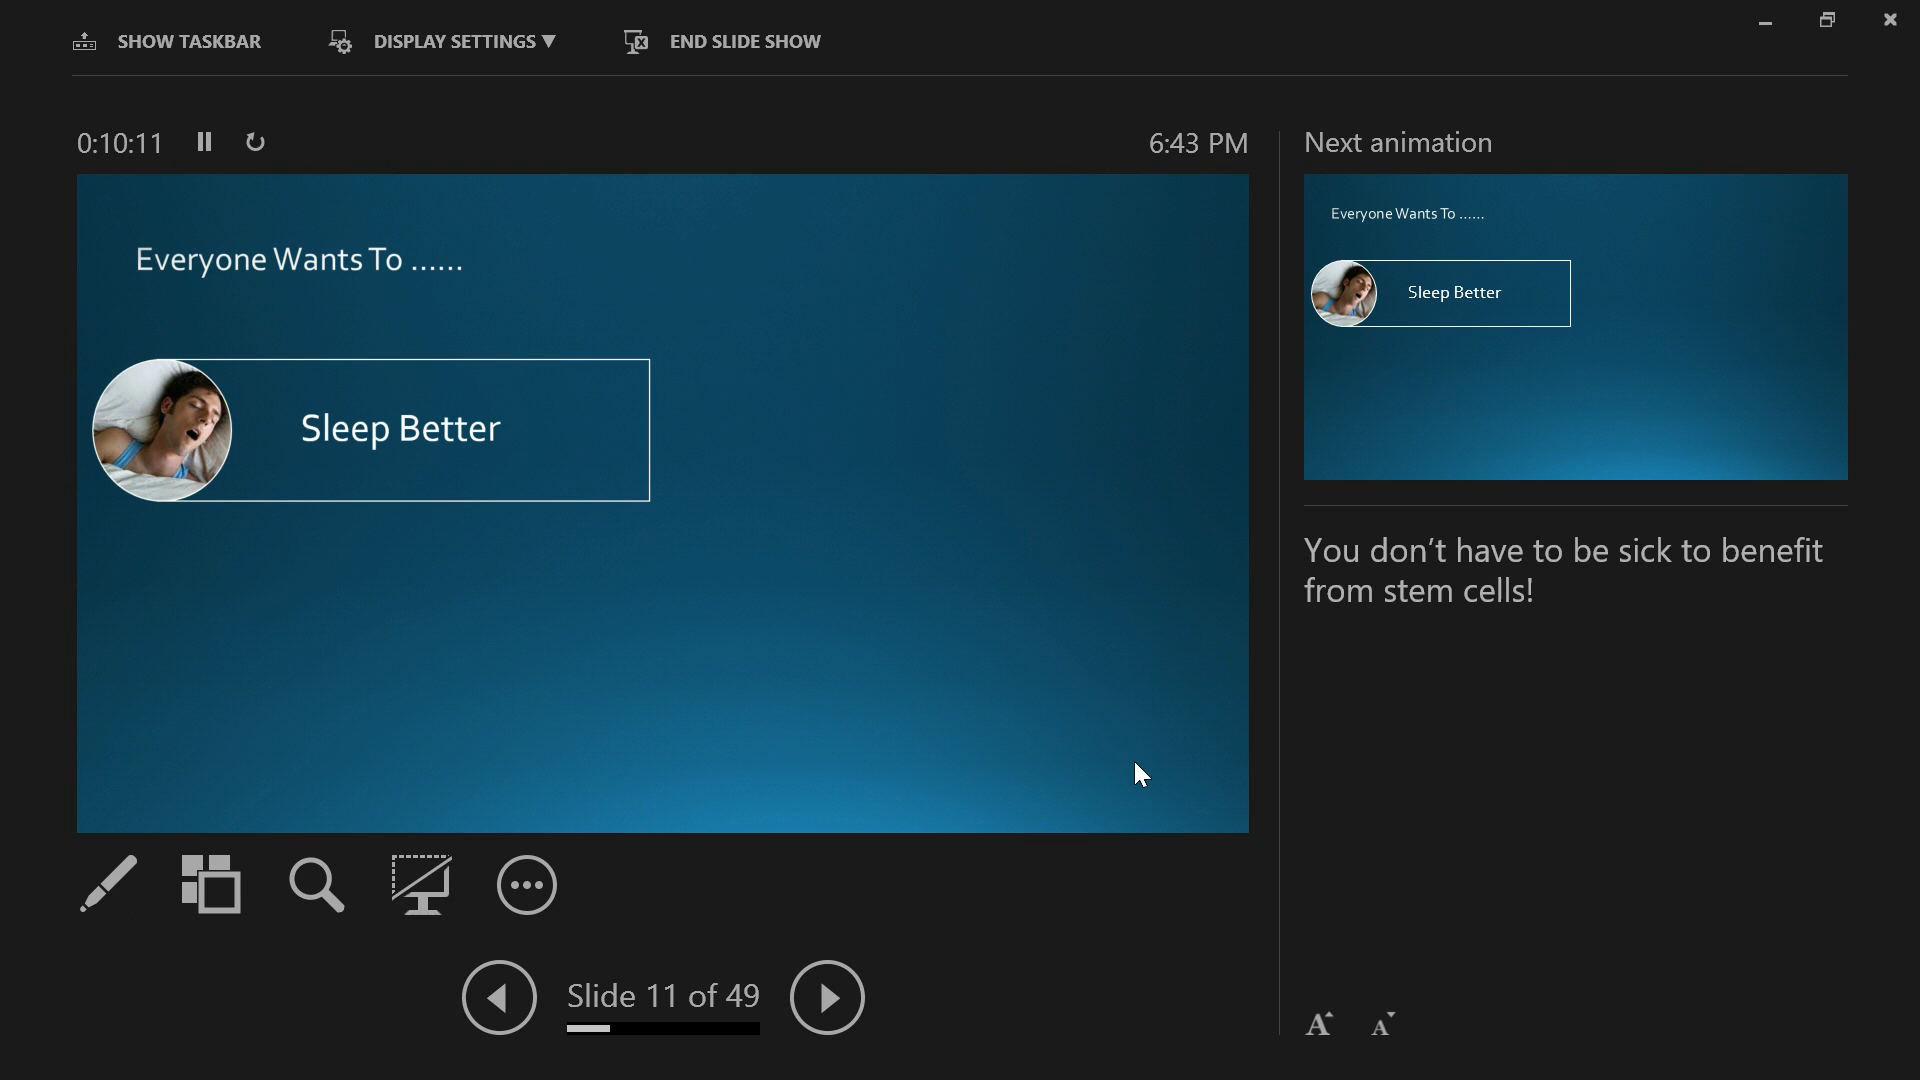 SHOW TASKBAR
DISPLAY SETTINGS ▼
END SLIDE SHOW
0:10:11
6:43 PM
Everyone Wants To ......
Sleep Better
Slide 11 of 49
Next animation
Everyone Wants To ......
Sleep Better
You don’t have to be sick to benefit
from stem cells!
A A